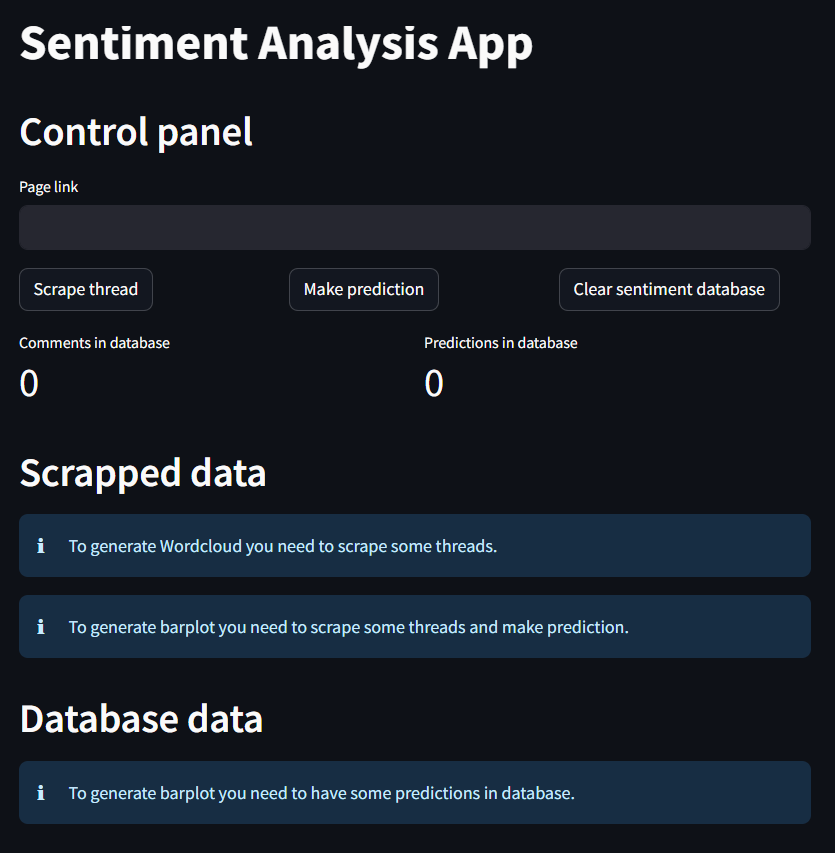 Sentiment Analysis App
Control panel
Page link
Scrape thread
Make prediction
Clear sentiment database
Comments in database
Predictions in database
0
0
Scrapped data
To generate Wordcloud you need to scrape some threads.
To generate barplot you need to scrape some threads and make prediction.
Database data
To generate barplot you need to have some predictions in database.